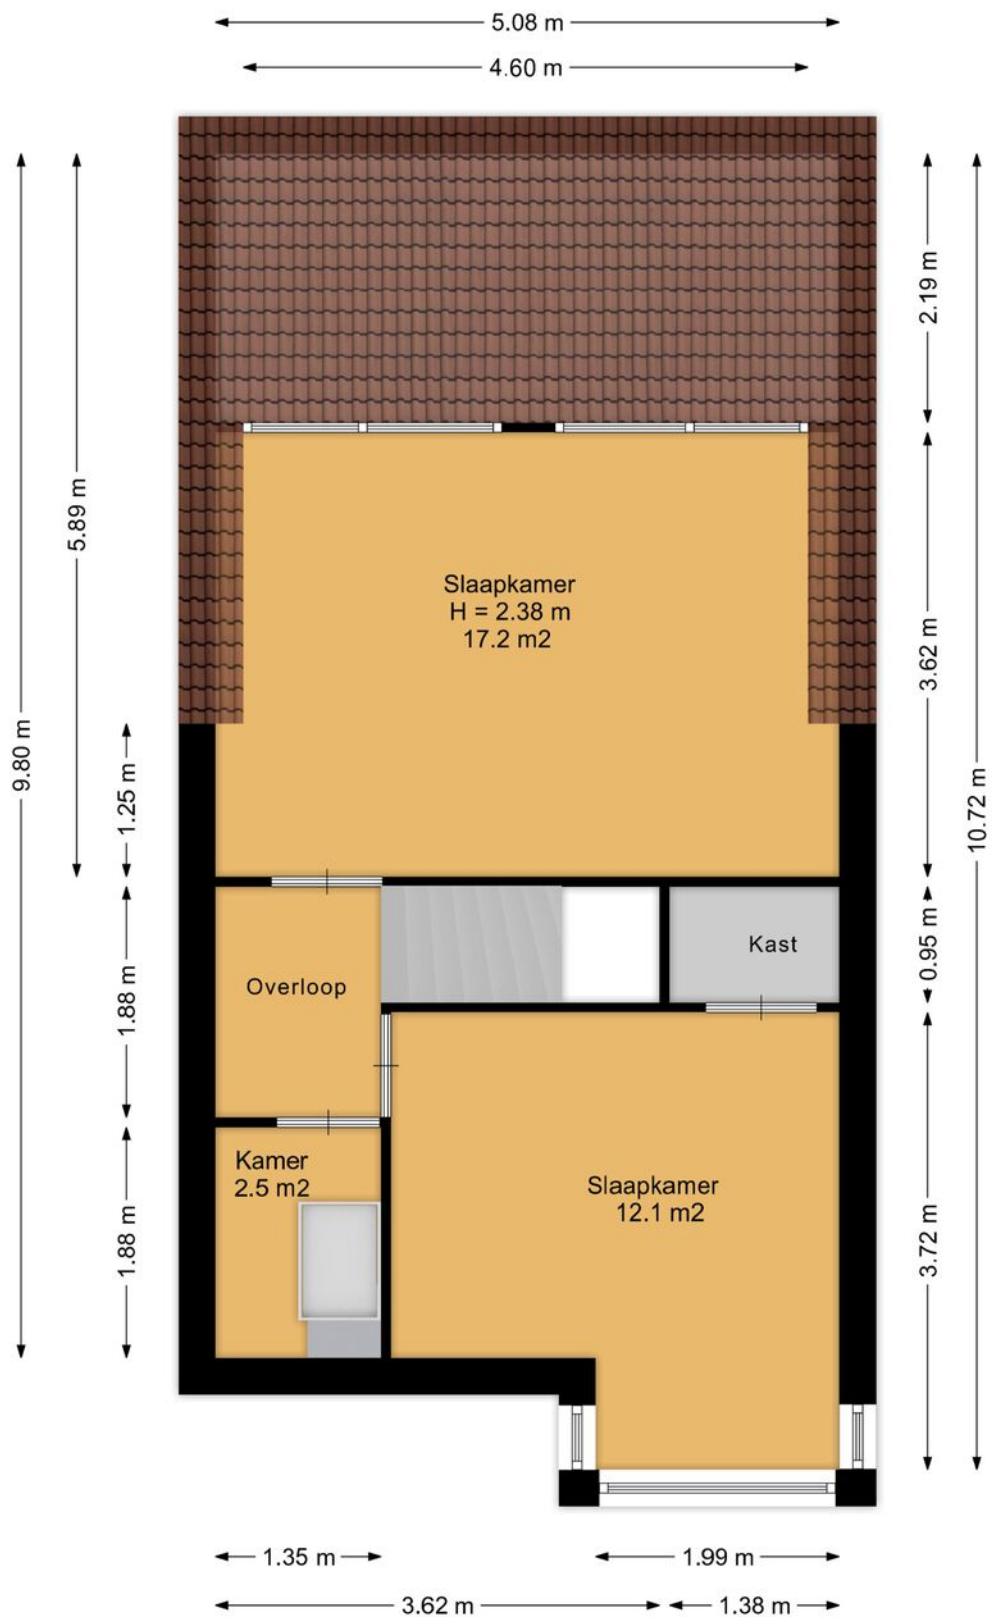 5.08 m
4.60 m
2.19 m
5.89 m
Slaapkamer
H = 2.38 m
17.2 m2
3.62 m
9.80 m
1.25 m
10.72 m
Kast
0.95 m
Overloop
1.88 m
Kamer
2.5 m2
Slaapkamer
12.1 m2
1.88 m
3.72 m
1.35 m
1.99 m
3.62 m
1.38 m